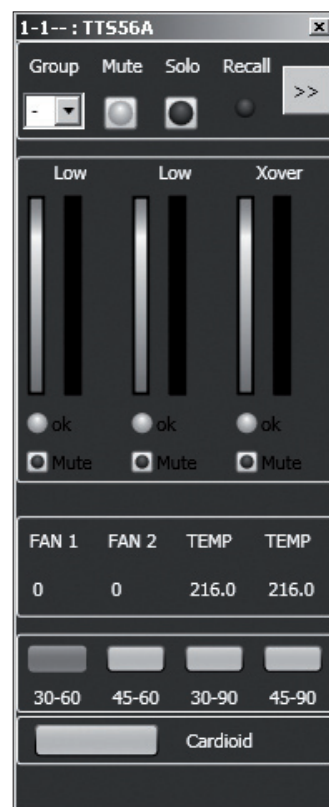 1-1-- : TTS56A
Group Mute Solo Recall
- >>
Low Low Xover
ok ok ok
Mute Mute Mute
FAN 1 FAN 2 TEMP TEMP
0 0 216.0 216.0
30-60 45-60 30-90 45-90
Cardioid